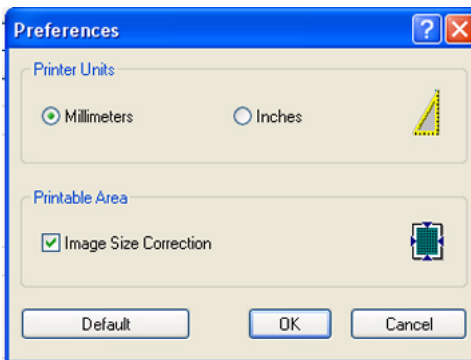 Preferences
Printer Units
Millimeters Inches
Printable Area
Image Size Correction
Default OK Cancel